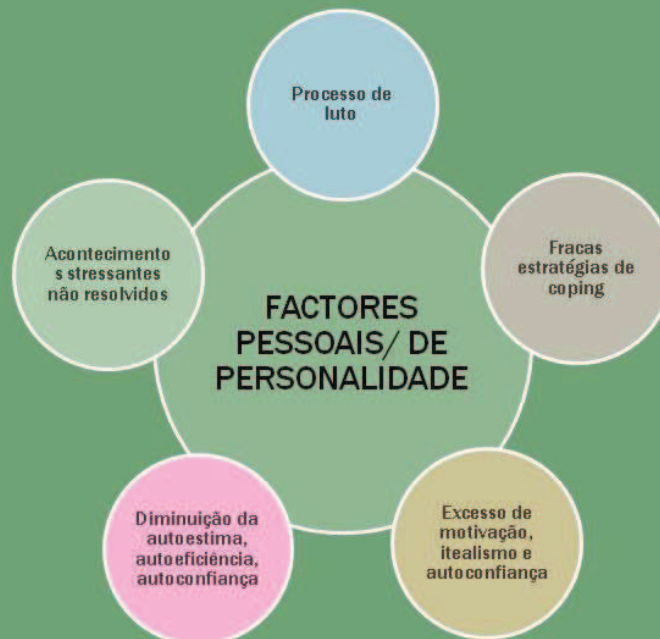 Processo de
luto
Acontecimento
s stressantes
não resolvidos
Fracas
estratégias de
coping
FACTORES
PESSOAIS/ DE
PERSONALIDADE
Diminuição da
autoestima,
autoeficiência,
autoconfiança
Excesso de
motivação,
itealismo e
autoconfiança